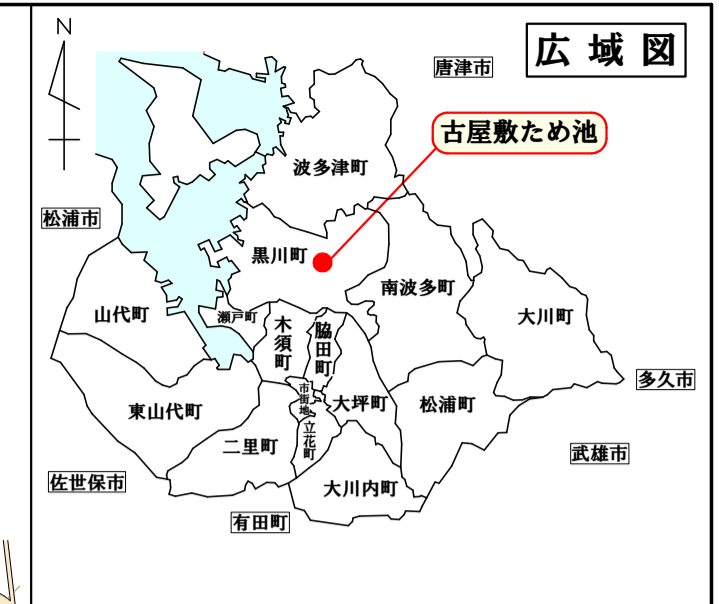 N
広域図
唐津市
古屋敷ため池
波多津町
松浦市
黒川町
南波多町
山代町
瀬戸町
木須町
脇田町
大川町
多久市
市街地
大坪町
松浦町
東山代町
立花町
二里町
武雄市
佐世保市
大川内町
有田町